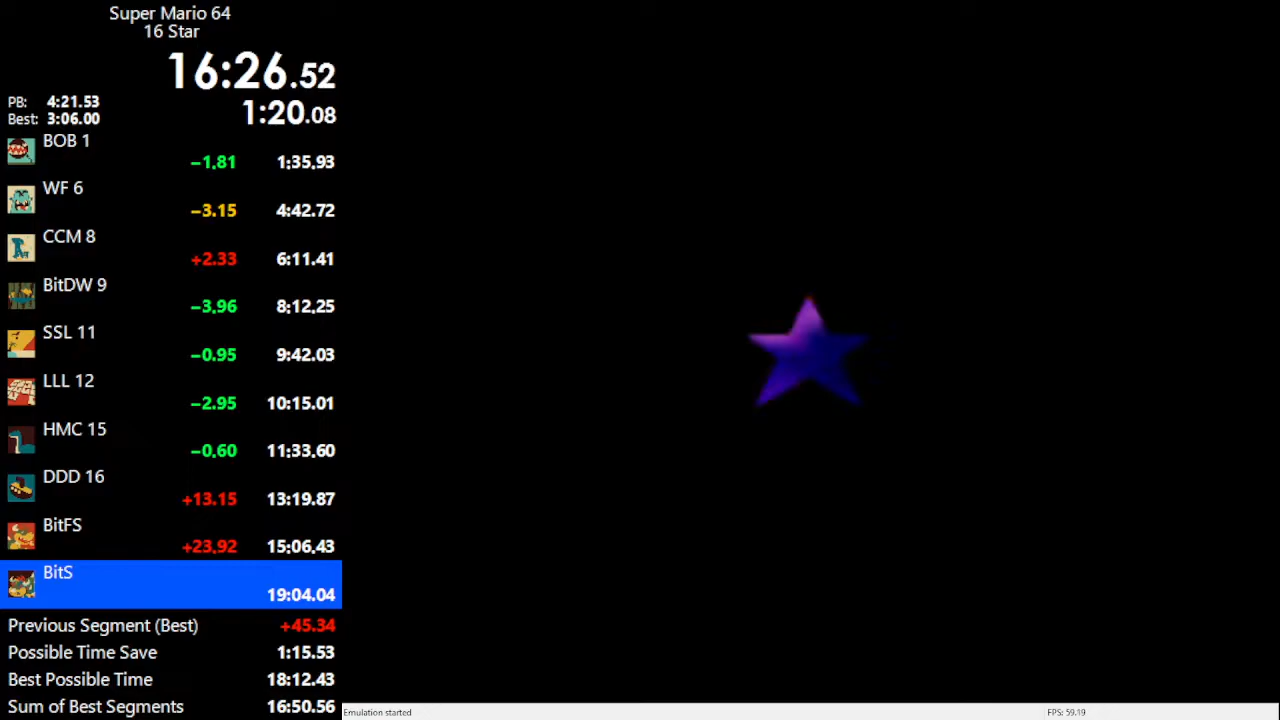 Super Mario 64
16 Star
16:26.52
PB: 4:21.53
Best: 3:06.00
1:20.08
BOB 1 -1.81 1:35.93
WF 6 -3.15 4:42.72
CCM 8 +2.33 6:11.41
BitDW 9 -3.96 8:12.25
SSL 11 -0.95 9:42.03
LLL 12 -2.95 10:15.01
HMC 15 -0.60 11:33.60
DDD 16 +13.15 13:19.87
BitFS +23.92 15:06.43
BitS 19:04.04
Previous Segment (Best) +45.34
Possible Time Save 1:15.53
Best Possible Time 18:12.43
Sum of Best Segments 16:50.56
Emulation started FPS: 59.19